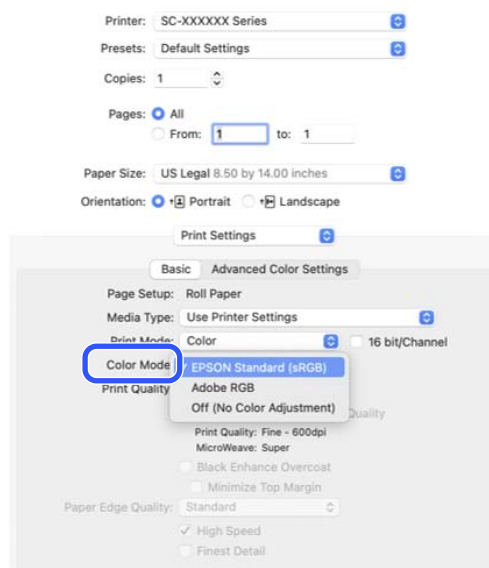 Printer: SC-XXXXXX Series
Presets: Default Settings
Copies: 1
Pages: All
From: 1 to: 1
Paper Size: US Legal 8.50 by 14.00 inches
Orientation: Portrait Landscape
Print Settings
Basic Advanced Color Settings
Page Setup: Roll Paper
Media Type: Use Printer Settings
Print Mode: Color 16 bit/Channel
Color Mode ✓ EPSON Standard (sRGB)
Print Quality Adobe RGB
Off (No Color Adjustment)
Quality
Print Quality: Fine - 600dpi
MicroWeave: Super
Black Enhance Overcoat
Minimize Top Margin
Paper Edge Quality: Standard
High Speed
Finest Detail